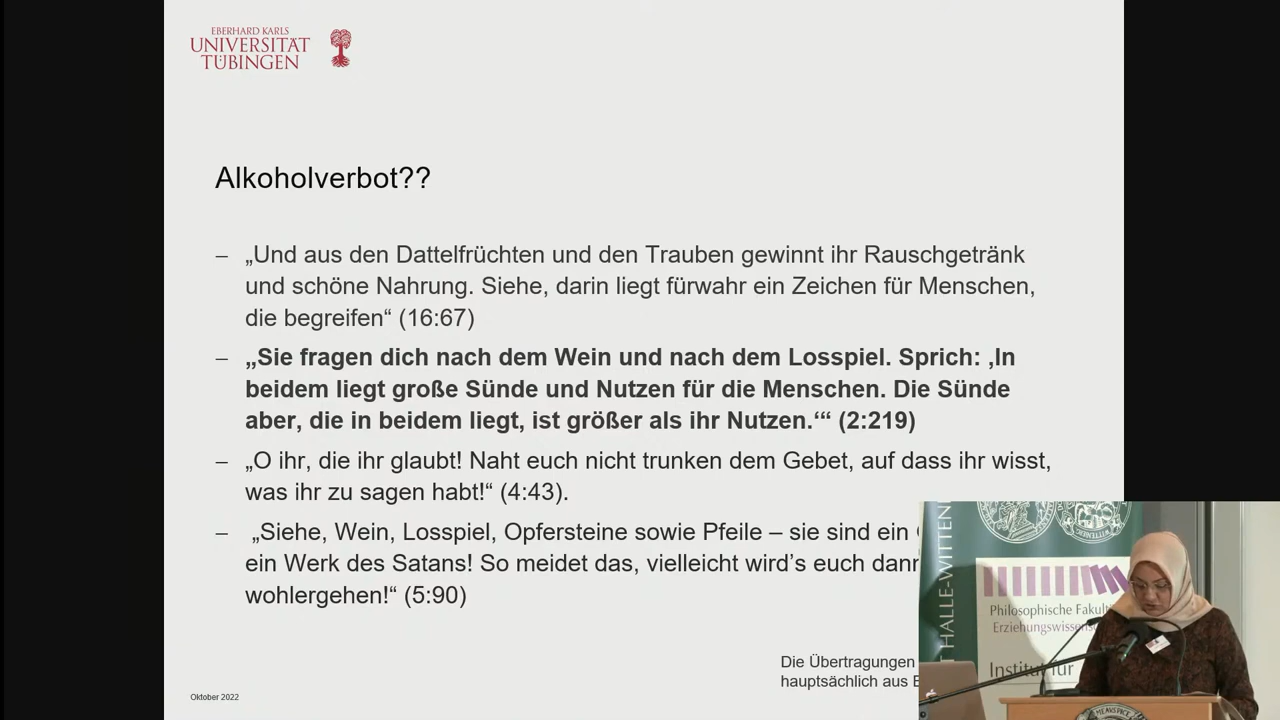 EBERHARD KARLS
UNIVERSITÄT
TÜBINGEN
Alkoholverbot??
– „Und aus den Dattelfrüchten und den Trauben gewinnt ihr Rauschgetränk
und schöne Nahrung. Siehe, darin liegt fürwahr ein Zeichen für Menschen,
die begreifen“ (16:67)
– „Sie fragen dich nach dem Wein und nach dem Losspiel. Sprich: ‚In
beidem liegt große Sünde und Nutzen für die Menschen. Die Sünde
aber, die in beidem liegt, ist größer als ihr Nutzen.‘“ (2:219)
– „O ihr, die ihr glaubt! Naht euch nicht trunken dem Gebet, auf dass ihr wisst,
was ihr zu sagen habt!“ (4:43).
– „Siehe, Wein, Losspiel, Opfersteine sowie Pfeile – sie sind ein
ein Werk des Satans! So meidet das, vielleicht wird’s euch dann
wohlergehen!“ (5:90)
Die Übertragungen
hauptsächlich aus
Oktober 2022
HALLE-WITTEN
Philosophische Fakul
Erziehungswissens
Institut für